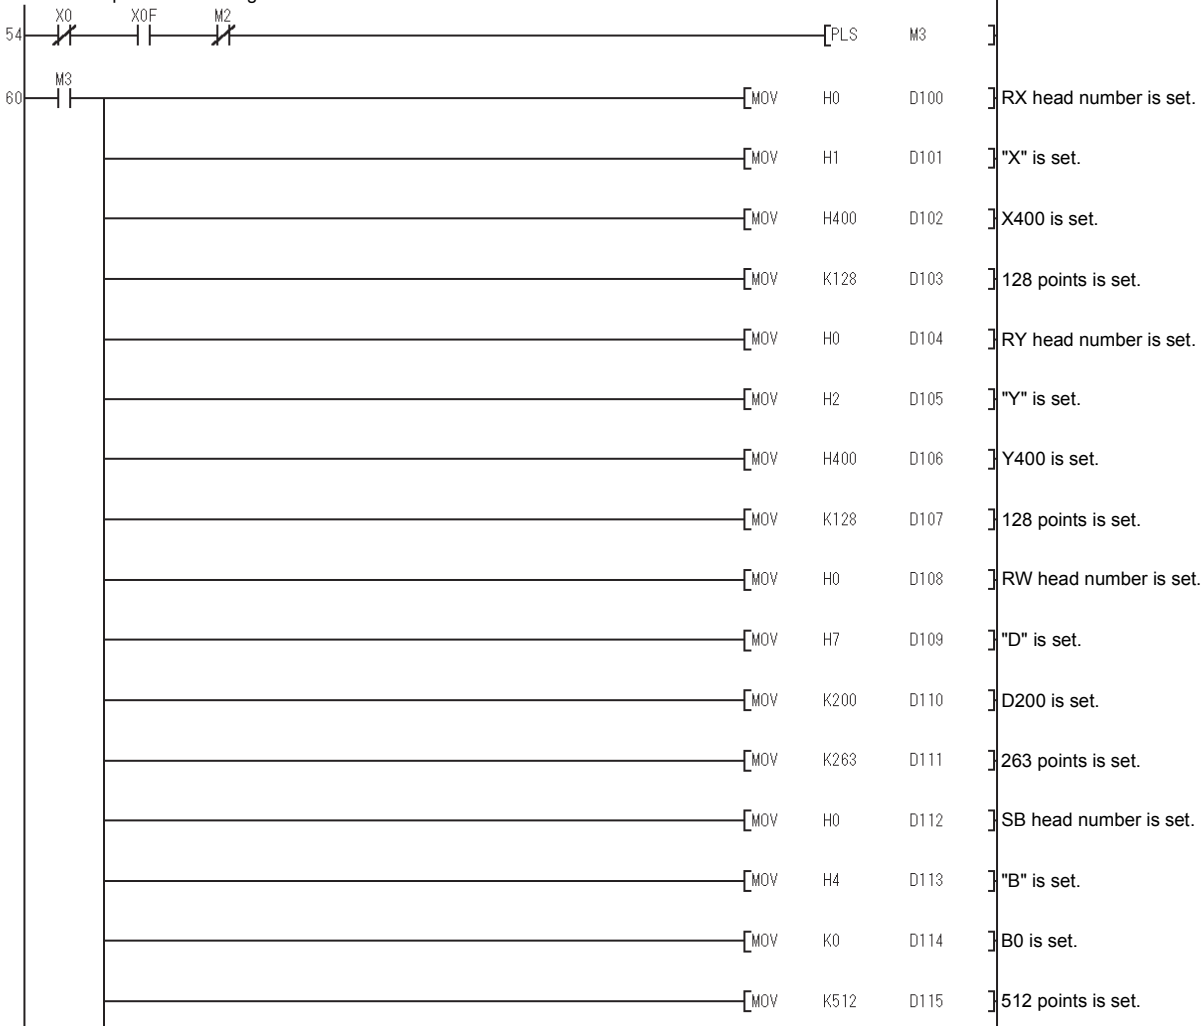 X0 X0F M2
54 [PLS M3 ]
M3
60 [MOV H0 D100 ] RX head number is set.
[MOV H1 D101 ] "X" is set.
[MOV H400 D102 ] X400 is set.
[MOV K128 D103 ] 128 points is set.
[MOV H0 D104 ] RY head number is set.
[MOV H2 D105 ] "Y" is set.
[MOV H400 D106 ] Y400 is set.
[MOV K128 D107 ] 128 points is set.
[MOV H0 D108 ] RW head number is set.
[MOV H7 D109 ] "D" is set.
[MOV K200 D110 ] D200 is set.
[MOV K263 D111 ] 263 points is set.
[MOV H0 D112 ] SB head number is set.
[MOV H4 D113 ] "B" is set.
[MOV K0 D114 ] B0 is set.
[MOV K512 D115 ] 512 points is set.